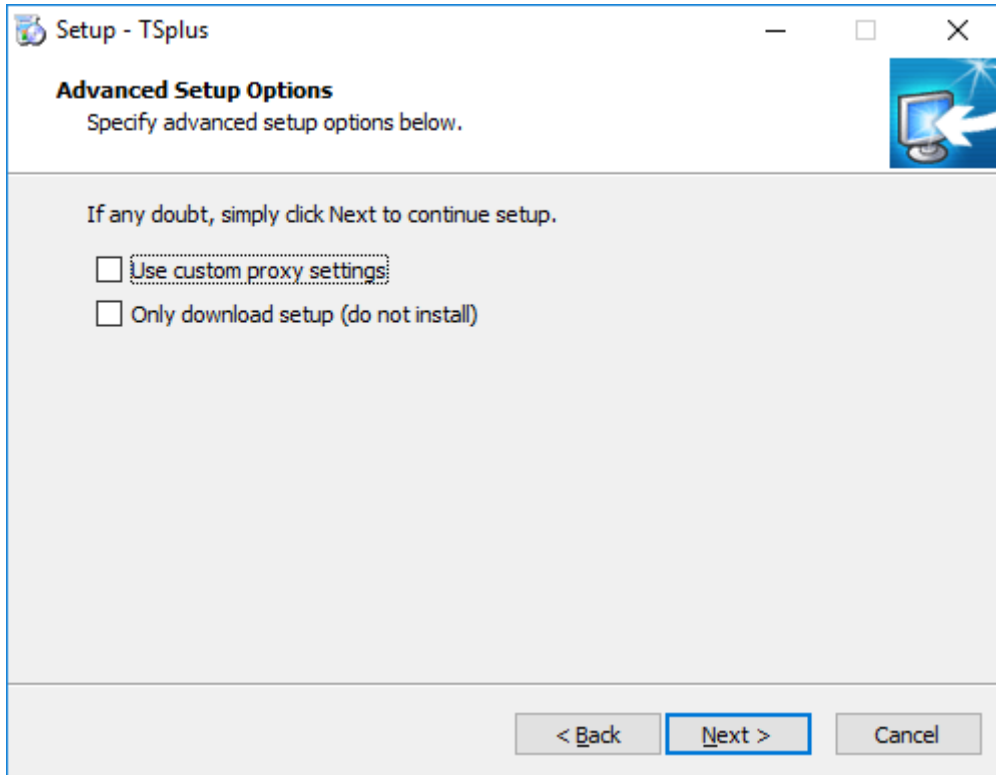 Setup - TSplus
Advanced Setup Options
Specify advanced setup options below.
If any doubt, simply click Next to continue setup.
Use custom proxy settings
Only download setup (do not install)
< Back
Next >
Cancel